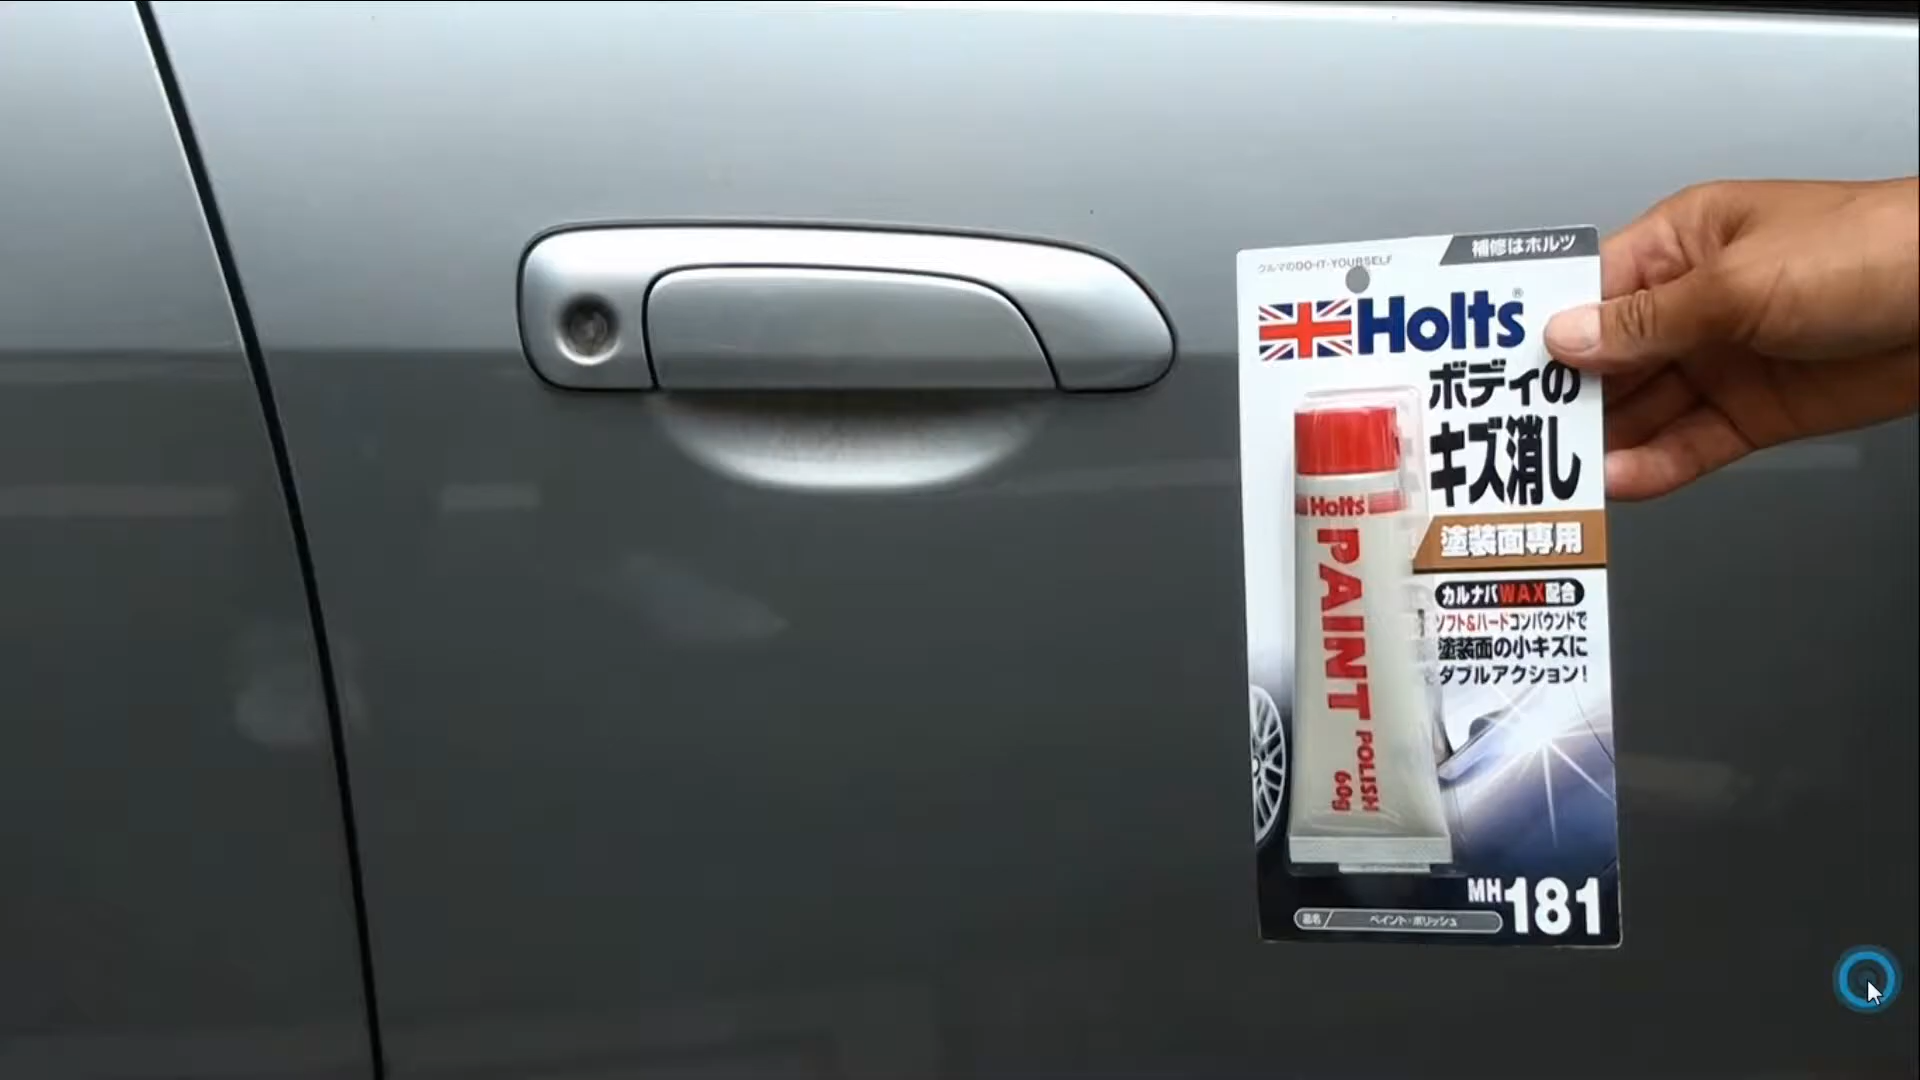 補修はホルツ
クルマのDO-IT-YOURSELF
Holts®
ボディの
キズ消し
塗装面専用
カルナバWAX配合
ソフト&ハードコンパウンドで
塗装面の小キズに
ダブルアクション!
Holts
PAINT
POLISH
60g
MH181
品名 ペイント・ポリッシュ